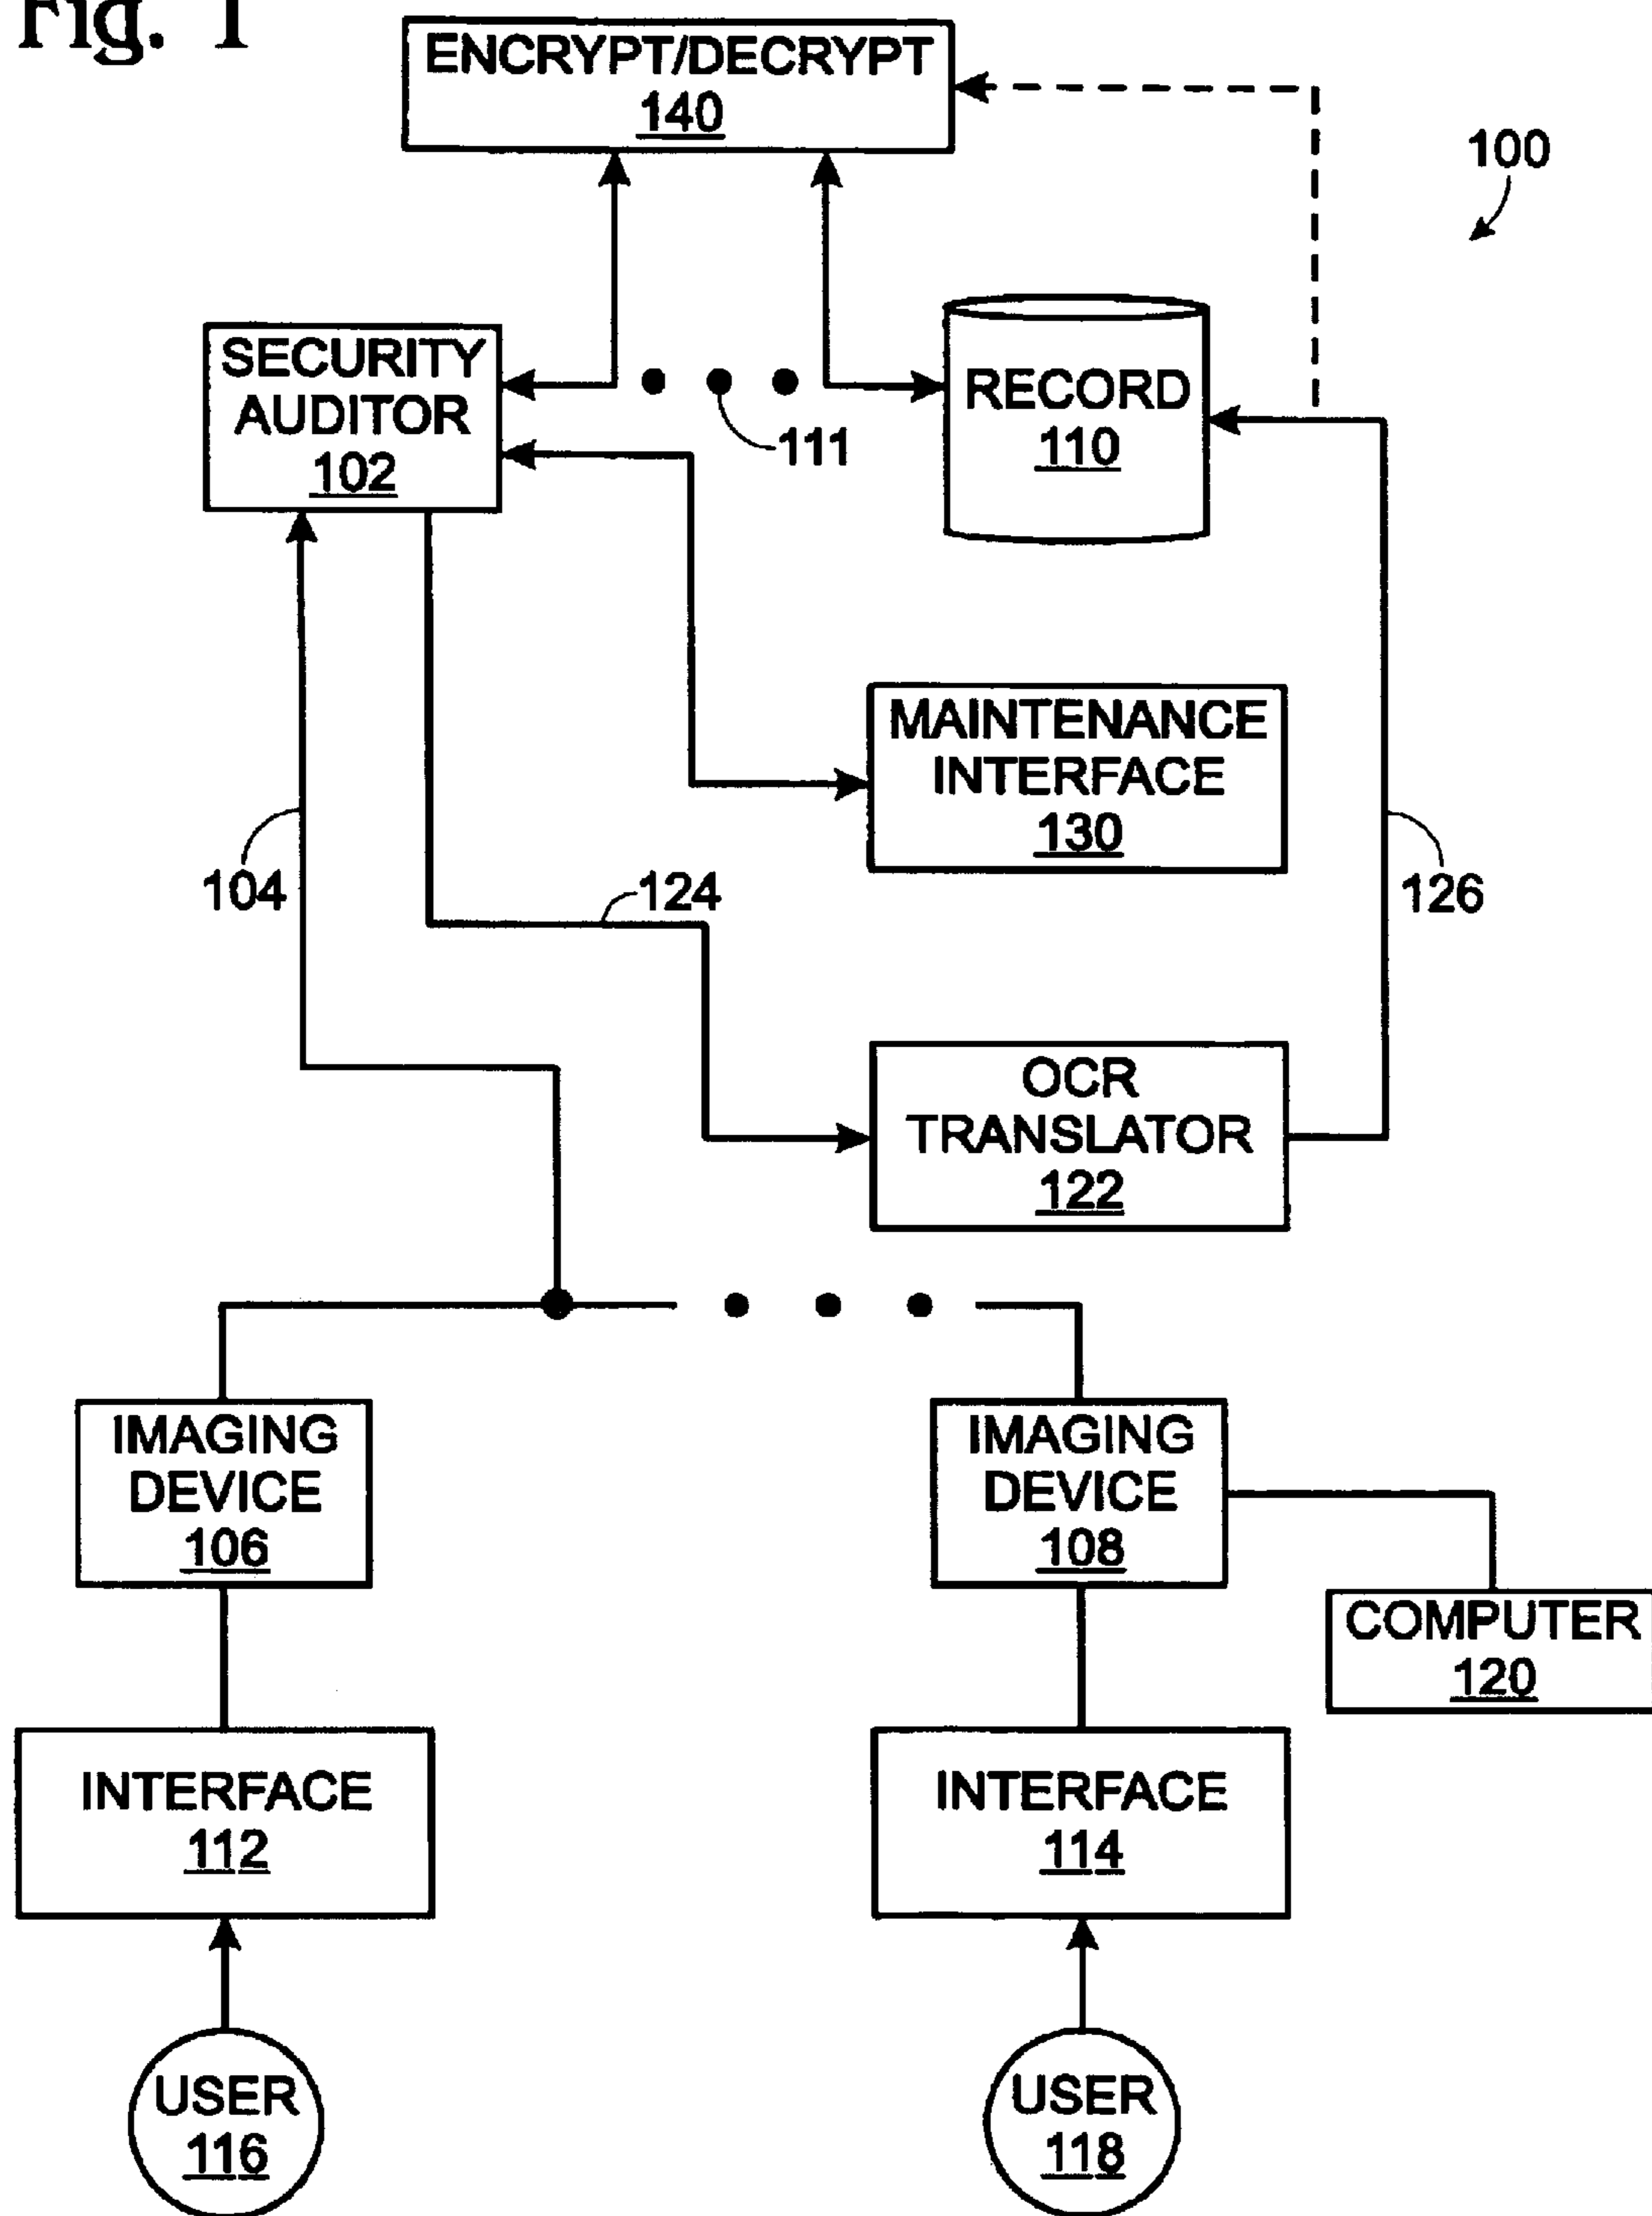 Fig. 1
ENCRYPT/DECRYPT
140
100
SECURITY
AUDITOR
102
111
RECORD
110
MAINTENANCE
INTERFACE
130
104
124
126
OCR
TRANSLATOR
122
IMAGING
DEVICE
106
IMAGING
DEVICE
108
COMPUTER
120
INTERFACE
112
INTERFACE
114
USER
116
USER
118